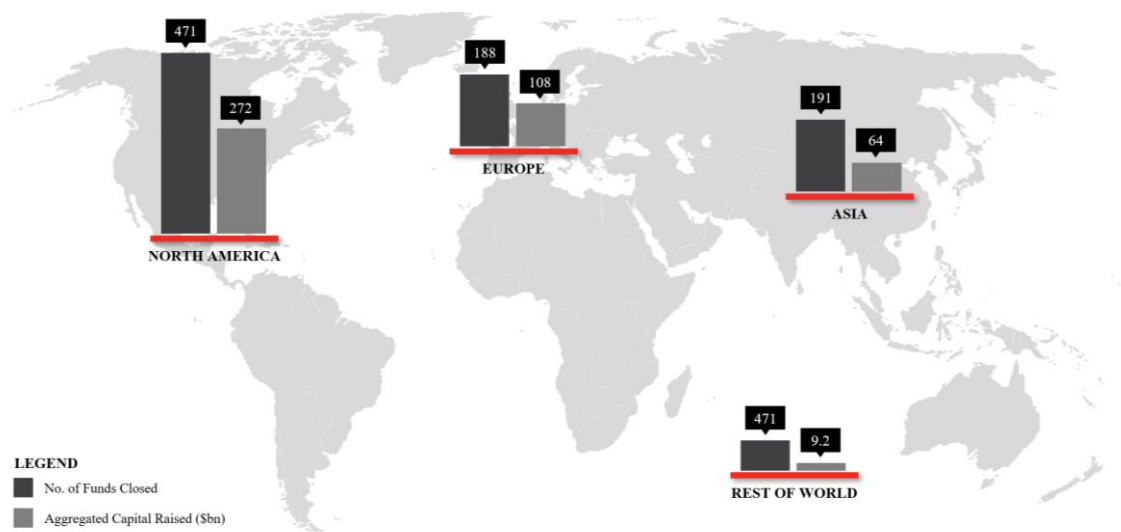 471
272
NORTH AMERICA
188
108
EUROPE
191
64
ASIA
471
9.2
REST OF WORLD
LEGEND
No. of Funds Closed
Aggregated Capital Raised ($bn)